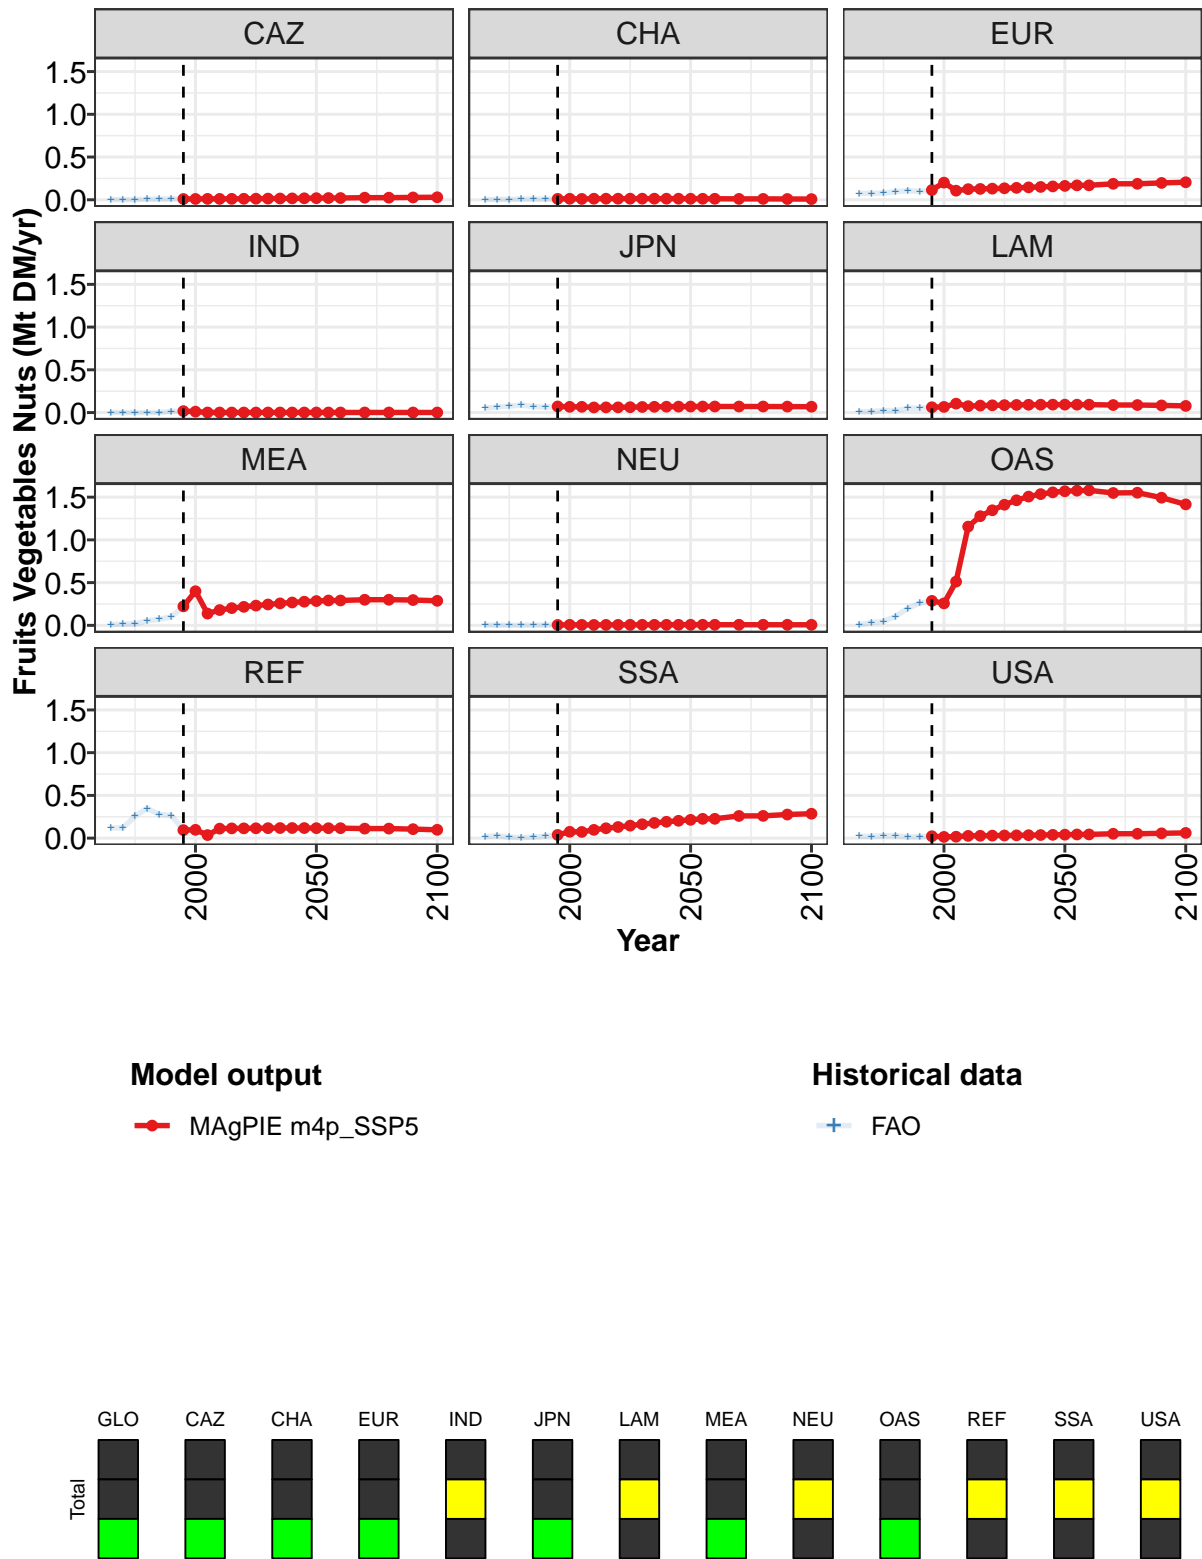 CAZ CHA EUR
1.5
1.0
0.5
0.0
IND JPN LAM
1.5
1.0
0.5
0.0
MEA NEU OAS
1.5
1.0
0.5
0.0
REF SSA USA
1.5
1.0
0.5
0.0
Fruits Vegetables Nuts (Mt DM/yr)
2000 2050 2100 2000 2050 2100 2000 2050 2100
Year
Model output
MAgPIE m4p_SSP5
Historical data
FAO
GLO CAZ CHA EUR IND JPN LAM MEA NEU OAS REF SSA USA
Total